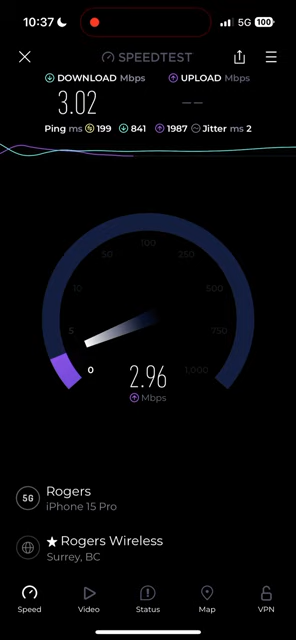 10:37 5G 100
SPEEDTEST
DOWNLOAD Mbps UPLOAD Mbps
3.02 --
Ping ms 199 841 1987 Jitter ms 2
100
50 250
10 500
5 750
0 2.96 1,000
Mbps
5G Rogers
iPhone 15 Pro
Rogers Wireless
Surrey, BC
Speed Video Status Map VPN